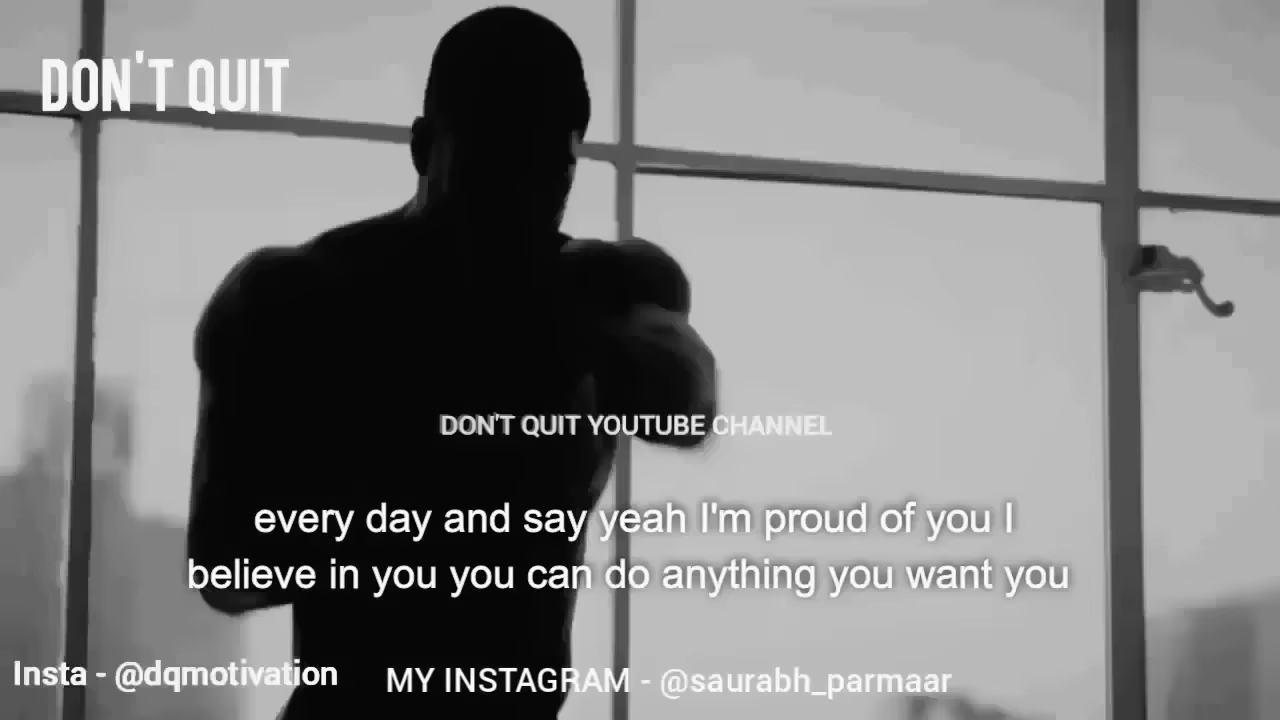 DON'T QUIT
DON'T QUIT YOUTUBE CHANNEL
every day and say yeah I'm proud of you I
believe in you you can do anything you want you
Insta - @dqmotivation
MY INSTAGRAM - @saurabh_parmaar